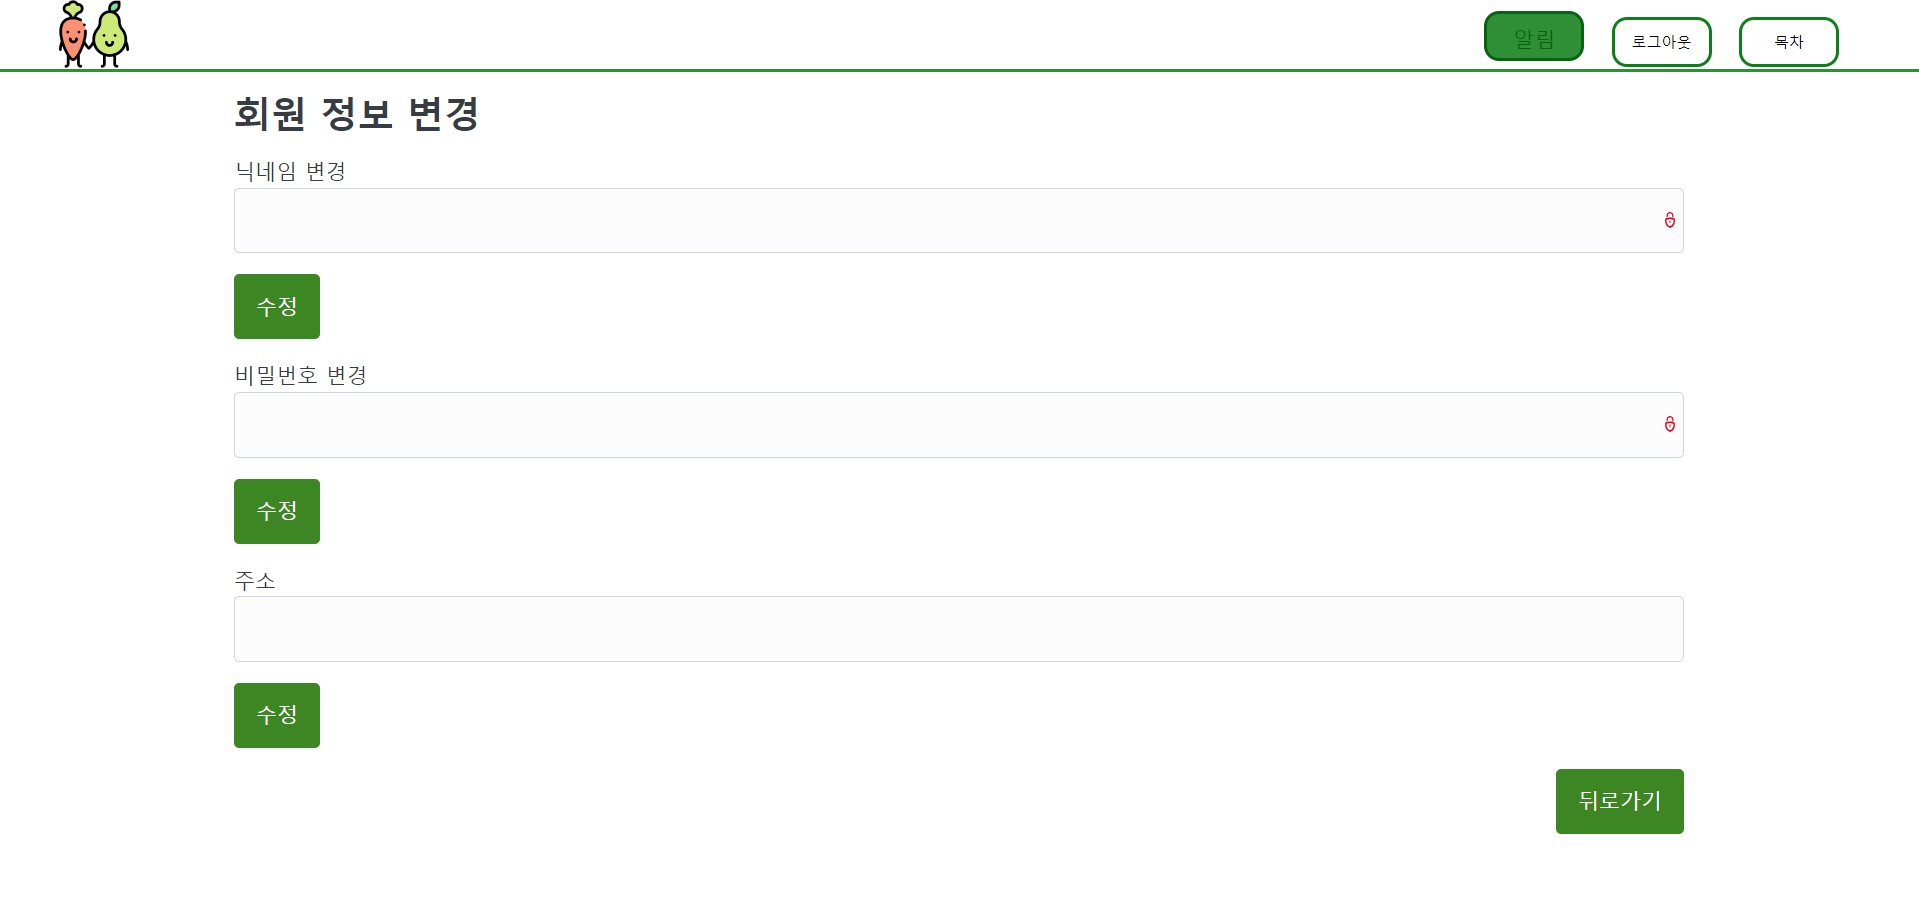 알림 로그아웃 목차
회원 정보 변경
닉네임 변경
수정
비밀번호 변경
수정
주소
수정
뒤로가기